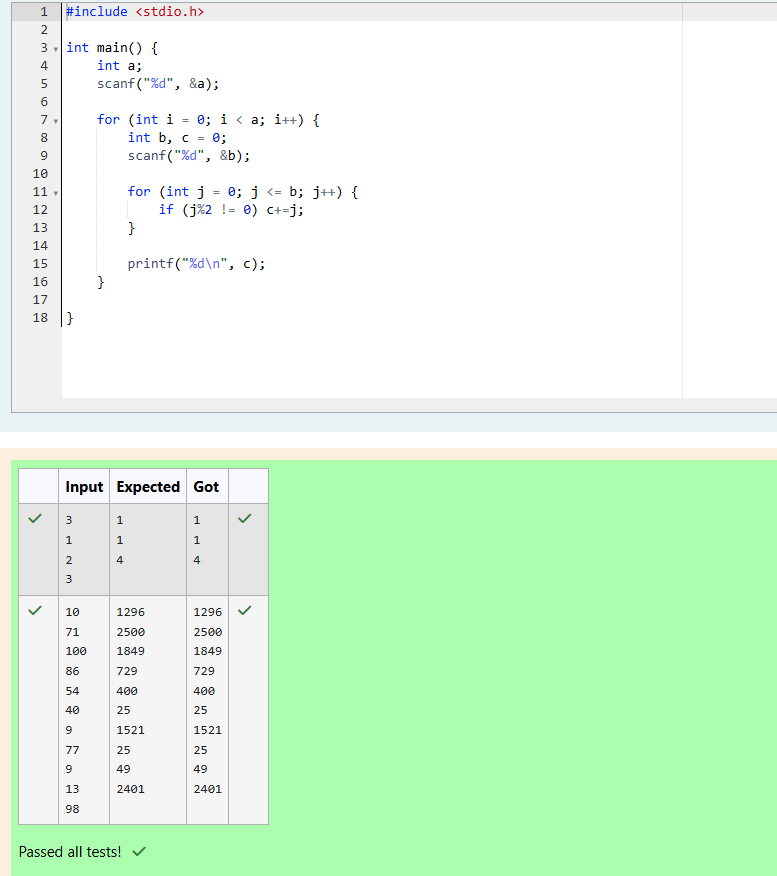 1 #include <stdio.h>
2
3 int main() {
4     int a;
5     scanf("%d", &a);
6
7     for (int i = 0; i < a; i++) {
8         int b, c = 0;
9         scanf("%d", &b);
10
11         for (int j = 0; j <= b; j++) {
12             if (j%2 != 0) c+=j;
13         }
14
15         printf("%d\n", c);
16     }
17
18 }
Input Expected Got
3 1 1
1 1 1
2 4 4
3
10 1296 1296
71 2500 2500
100 1849 1849
86 729 729
54 400 400
40 25 25
9 1521 1521
77 25 25
9 49 49
13 2401 2401
98
Passed all tests!